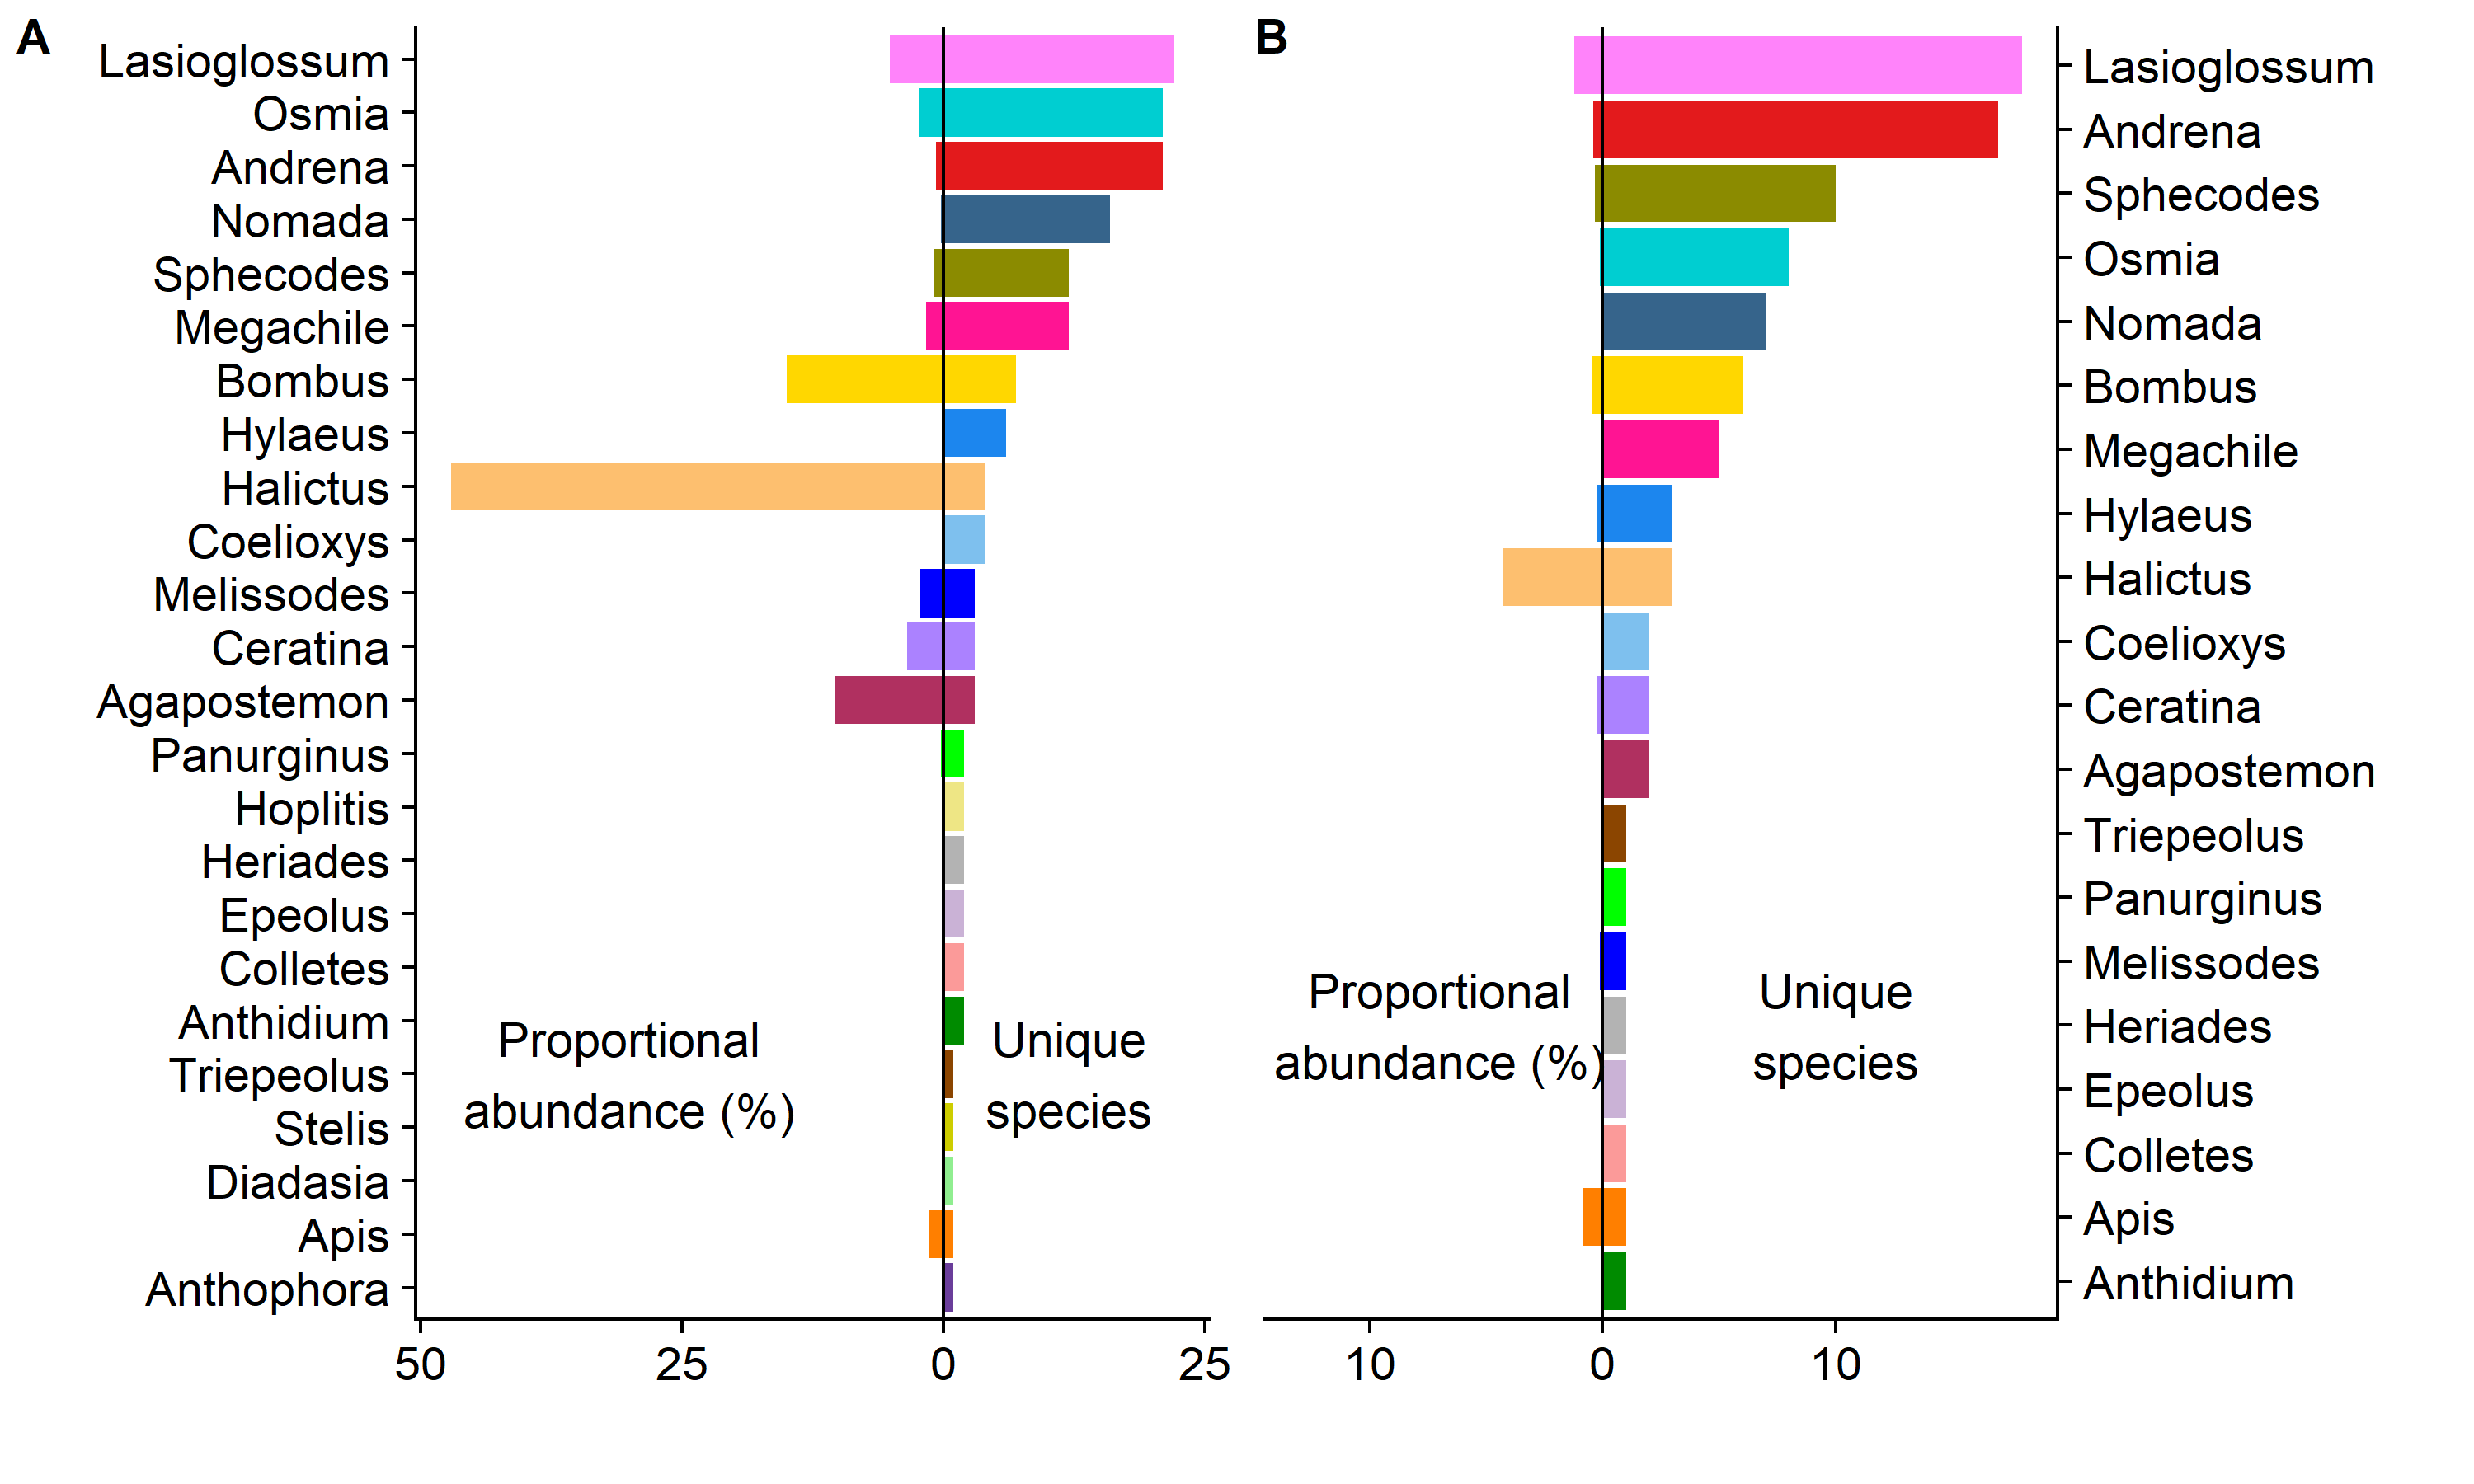 A
Lasioglossum
Osmia
Andrena
Nomada
Sphecodes
Megachile
Bombus
Hylaeus
Halictus
Coelioxys
Melissodes
Ceratina
Agapostemon
Panurginus
Hoplitis
Heriades
Epeolus
Colletes
Anthidium
Triepeolus
Stelis
Diadasia
Apis
Anthophora
Proportional
abundance (%)
Unique
species
50 25 0 25
B
Lasioglossum
Andrena
Sphecodes
Osmia
Nomada
Bombus
Megachile
Hylaeus
Halictus
Coelioxys
Ceratina
Agapostemon
Triepeolus
Panurginus
Melissodes
Heriades
Epeolus
Colletes
Apis
Anthidium
Proportional
abundance (%)
Unique
species
10 0 10